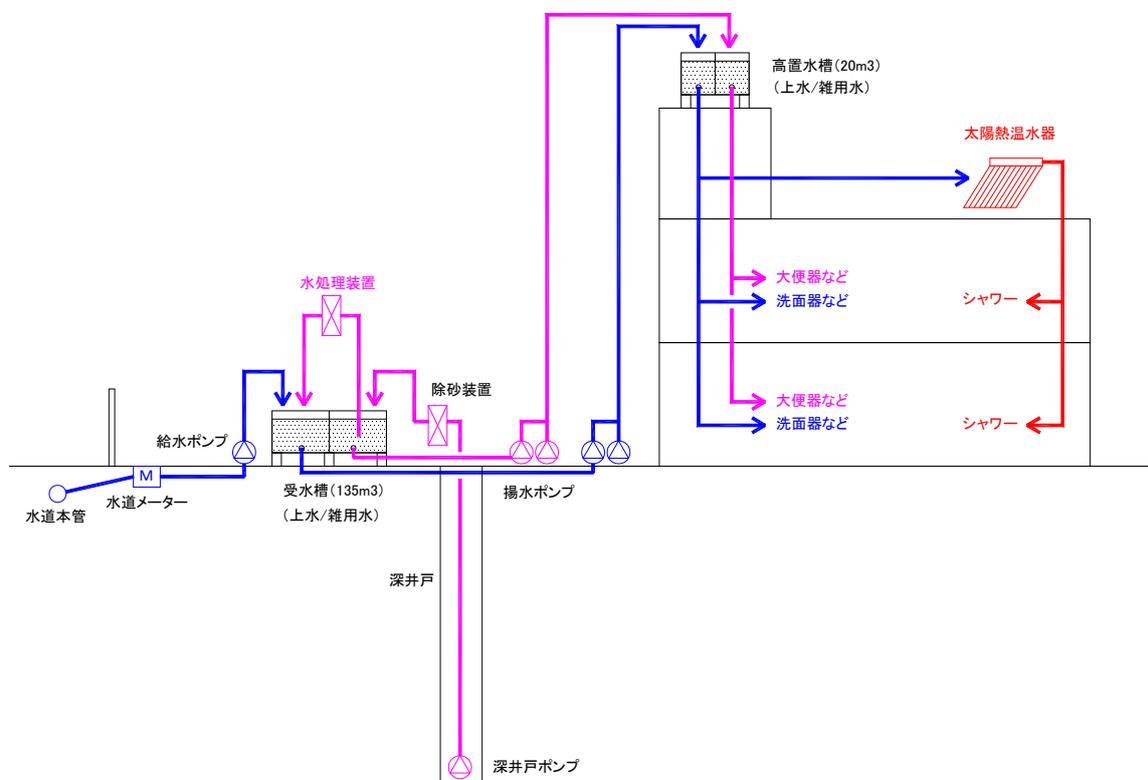 高置水槽(20m3)
(上水/雑用水)
太陽熱温水器
水処理装置
大便器など
洗面器など
シャワー
除砂装置
大便器など
洗面器など
シャワー
給水ポンプ
M
水道メーター
水道本管
受水槽(135m3)
(上水/雑用水)
揚水ポンプ
深井戸
深井戸ポンプ